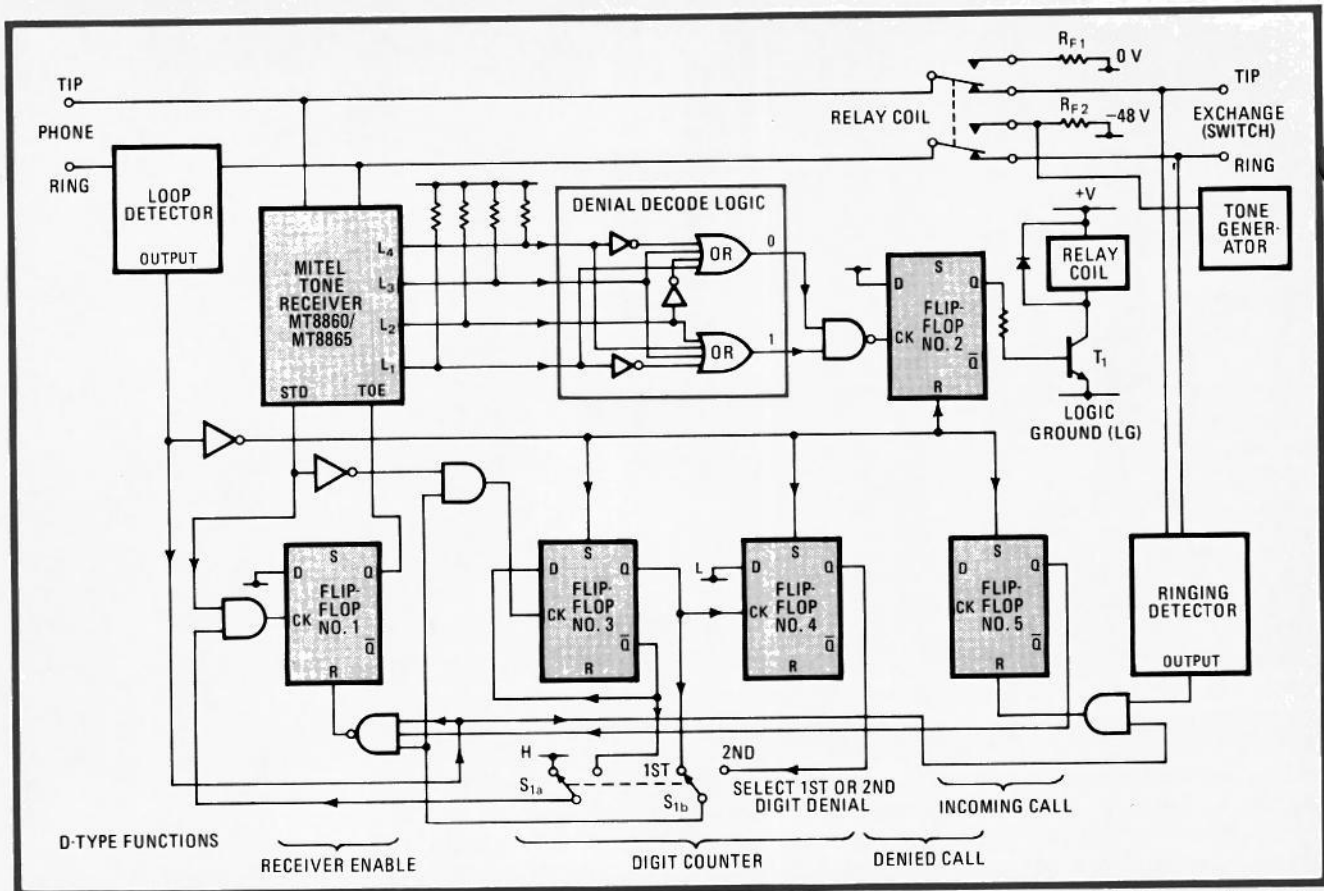 TIP
PHONE
RING
LOOP
DETECTOR
OUTPUT
MITEL
TONE
RECEIVER
MT8860/
MT8865
L4
L3
L2
L1
STD TOE
DENIAL DECODE LOGIC
OR
0
OR
1
RELAY COIL
RF1
0 V
TIP
RF2
−48 V
EXCHANGE
(SWITCH)
RING
+V
TONE
GENER-
ATOR
RELAY
COIL
T1
LOGIC
GROUND (LG)
S
D Q
FLIP-
FLOP
NO. 2
CK
Q̅
R
S
D Q
FLIP-
FLOP
NO. 1
CK
Q̅
R
S
D Q
FLIP-
FLOP
NO. 3
CK
Q̅
R
L
S
D Q
FLIP-
FLOP
NO. 4
CK
Q̅
R
S
D Q
FLIP-
FLOP
NO. 5
CK
Q̅
R
RINGING
DETECTOR
OUTPUT
H
1ST
2ND
S1a
S1b
SELECT 1ST OR 2ND
DIGIT DENIAL
INCOMING CALL
D-TYPE FUNCTIONS
RECEIVER ENABLE
DIGIT COUNTER
DENIED CALL